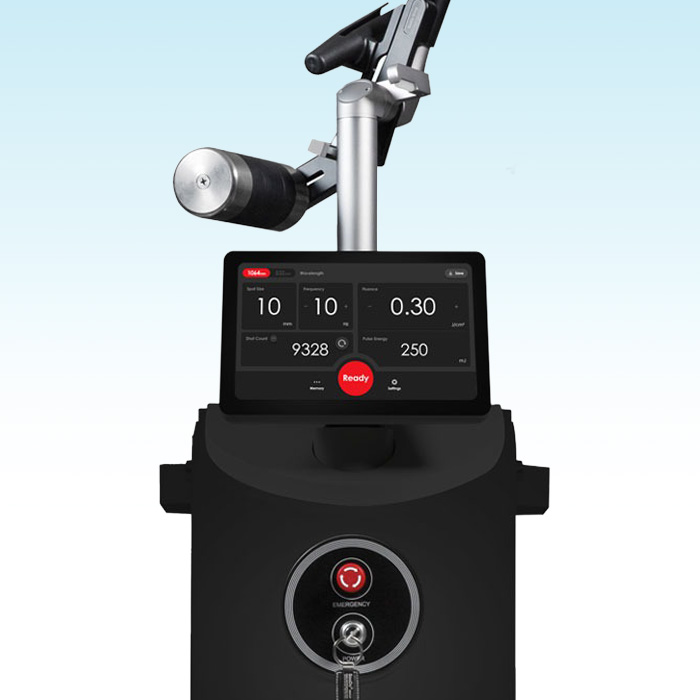 1064nm
Wavelength
Save
Spot Size
Frequency
Fluence
10
mm
- 10 +
Hz
- 0.30 +
J/cm²
Shot Count
9328
Pulse Energy
250
mJ
Memory
Ready
Settings
EMERGENCY
POWER